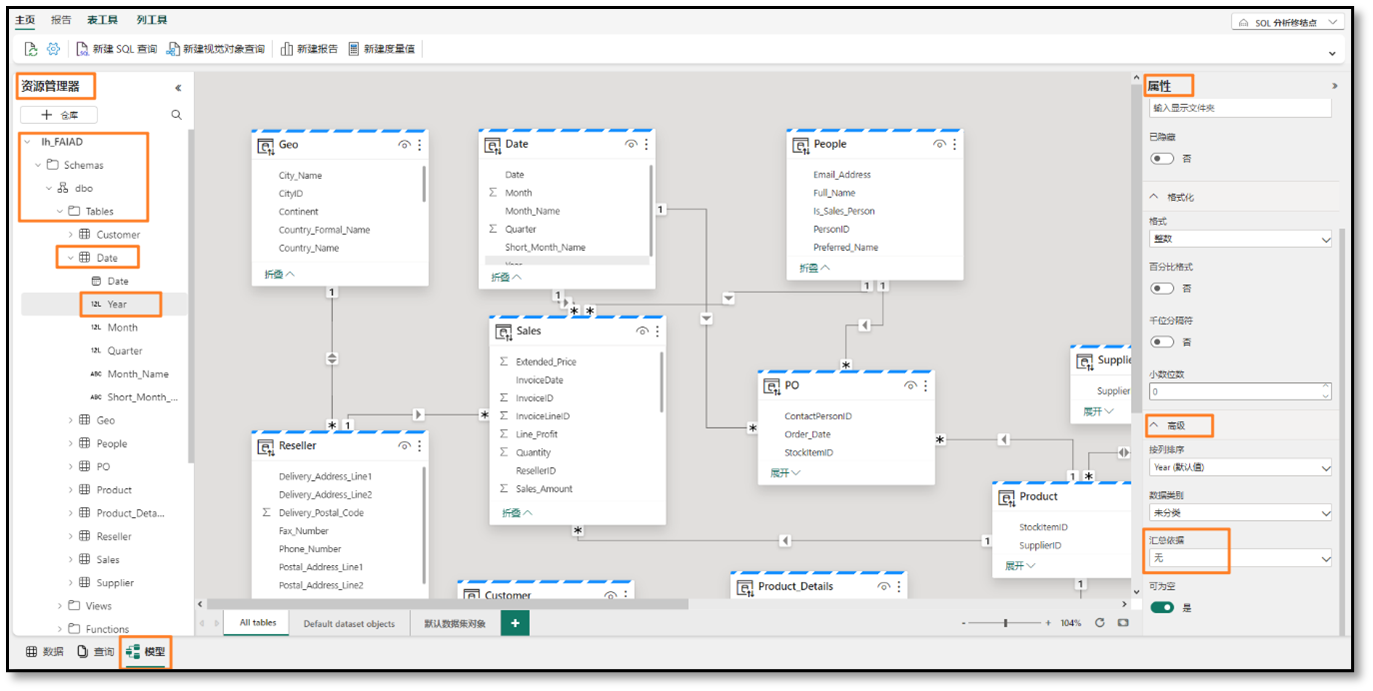 主页 报告 表工具 列工具
SQL 分析终结点
新建 SQL 查询 新建视觉对象查询 新建报告 新建度量值
资源管理器
仓库
lh_FAIAD
Schemas
dbo
Tables
Customer
Date
Date
Year
Month
Quarter
Month_Name
Short_Month_...
Geo
People
PO
Product
Product_Deta...
Reseller
Sales
Supplier
Views
Functions
Geo
City_Name
CityID
Continent
Country_Formal_Name
Country_Name
折叠
Date
Date
Month
Month_Name
Quarter
Short_Month_Name
Year
折叠
People
Email_Address
Full_Name
Is_Sales_Person
PersonID
Preferred_Name
折叠
1
1
1
1
1
*
*
*
Sales
Extended_Price
InvoiceDate
InvoiceID
InvoiceLineID
Line_Profit
Quantity
ResellerID
Sales_Amount
折叠
*
1
*
*
Reseller
Delivery_Address_Line1
Delivery_Address_Line2
Delivery_Postal_Code
Fax_Number
Phone_Number
Postal_Address_Line1
Postal_Address_Line2
PO
ContactPersonID
Order_Date
StockItemID
展开
*
*
Supplie
Supplier
展开
1
*
Product
StockItemID
SupplierID
展开
1
1
Customer
Product_Details
All tables Default dataset objects 默认数据集对象 +
- + 104%
属性
输入显示文件夹
已隐藏
否
格式化
格式
整数
百分比格式
否
千位分隔符
否
小数位数
0
高级
按列排序
Year (默认值)
数据类别
未分类
汇总依据
无
可为空
是
数据 查询 模型